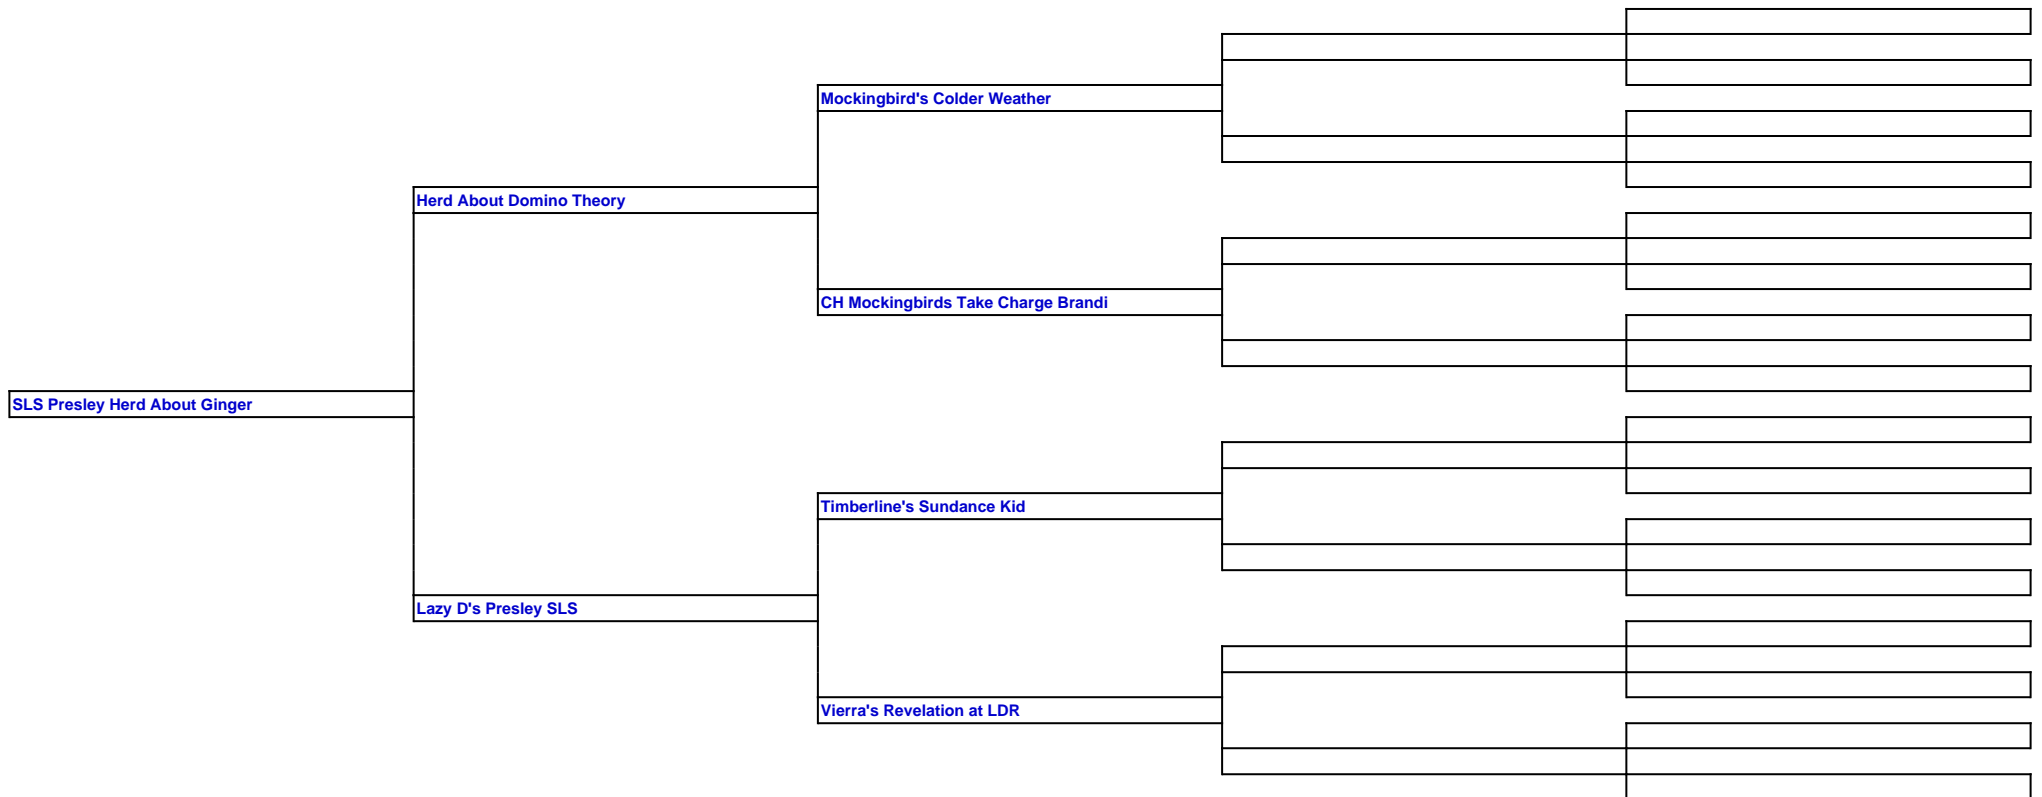 Mockingbird's Colder Weather
Herd About Domino Theory
CH Mockingbirds Take Charge Brandi
SLS Presley Herd About Ginger
Timberline's Sundance Kid
Lazy D's Presley SLS
Vierra's Revelation at LDR